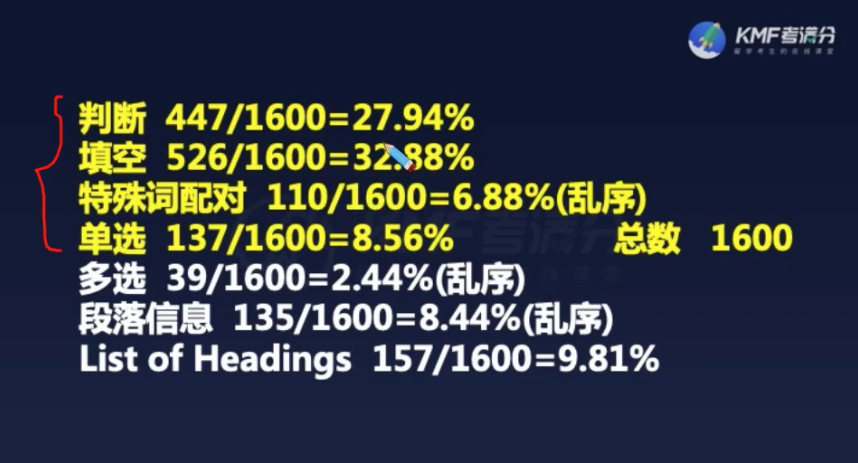 KMF考满分
留学考生的在线课堂
判断 447/1600=27.94%
填空 526/1600=32.88%
特殊词配对 110/1600=6.88%(乱序)
单选 137/1600=8.56% 总数 1600
多选 39/1600=2.44%(乱序)
段落信息 135/1600=8.44%(乱序)
List of Headings 157/1600=9.81%